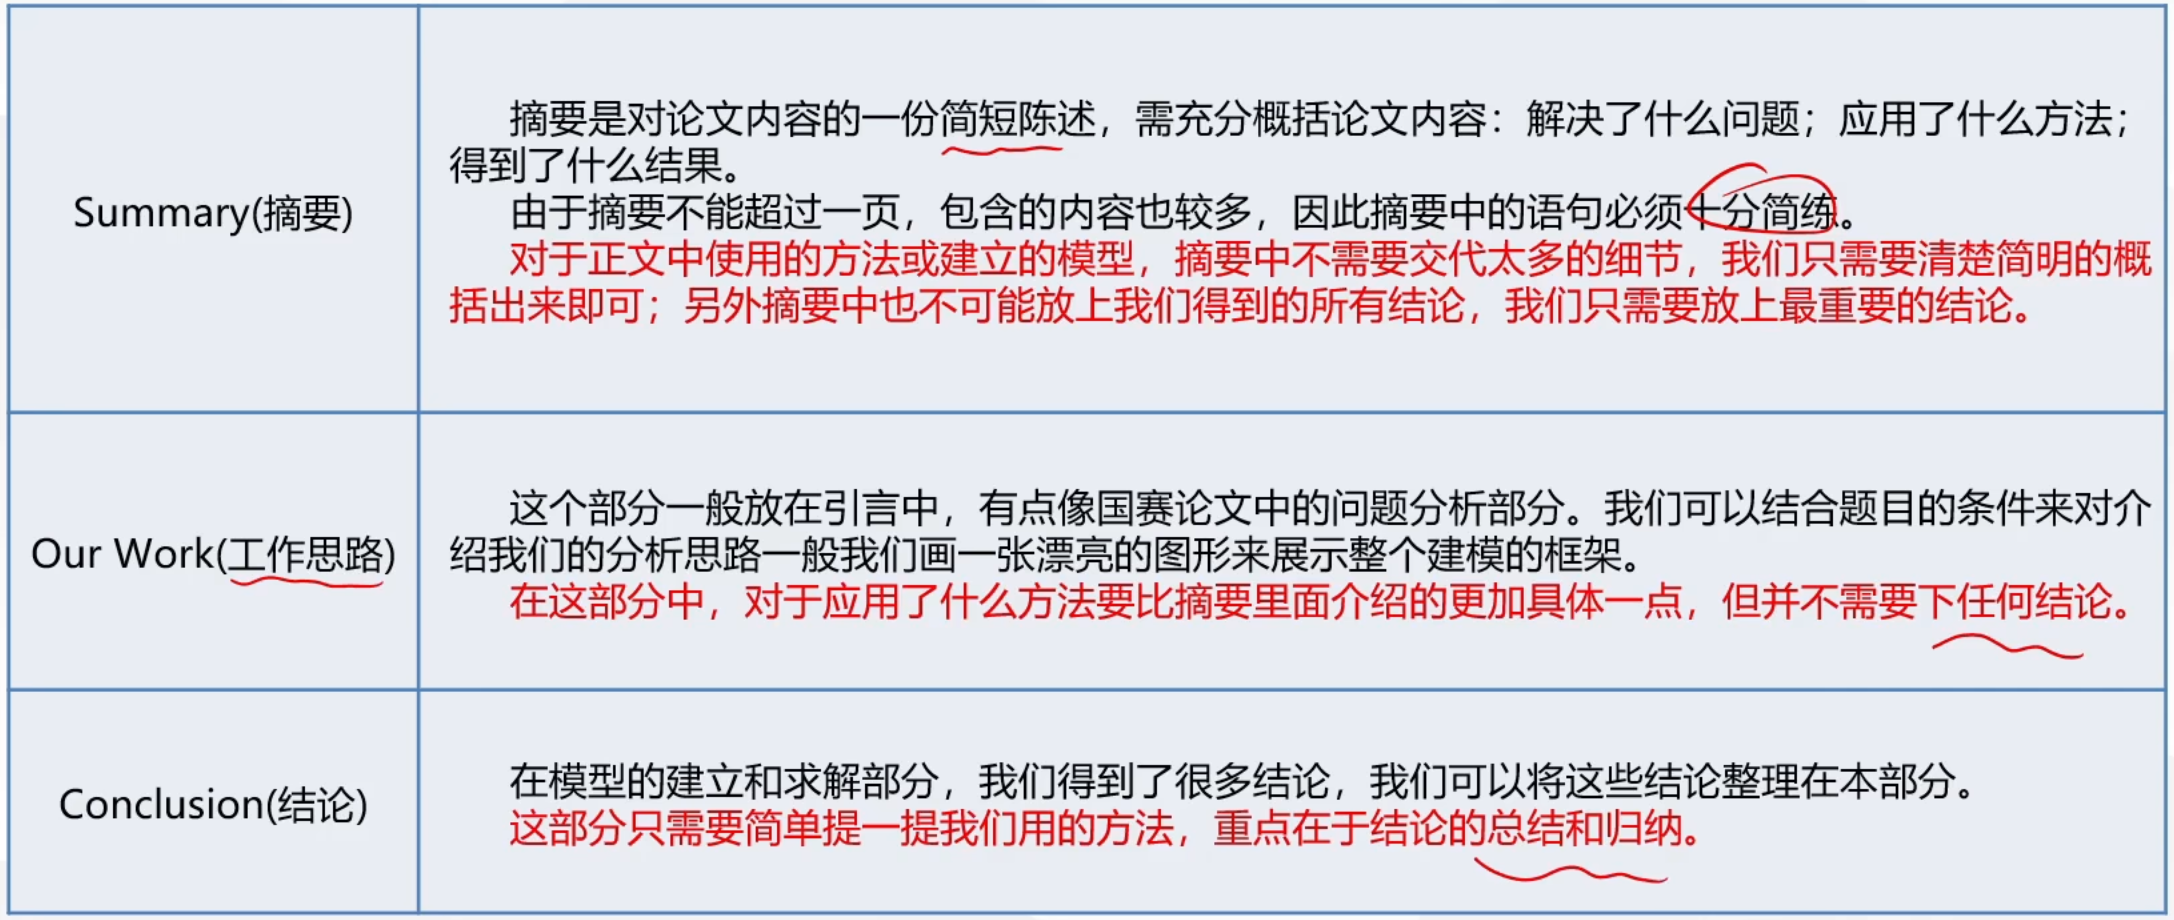 Summary(摘要)
摘要是对论文内容的一份简短陈述，需充分概括论文内容：解决了什么问题；应用了什么方法；
得到了什么结果。
由于摘要不能超过一页，包含的内容也较多，因此摘要中的语句必须十分简练。
对于正文中使用的方法或建立的模型，摘要中不需要交代太多的细节，我们只需要清楚简明的概
括出来即可；另外摘要中也不可能放上我们得到的所有结论，我们只需要放上最重要的结论。
Our Work(工作思路)
这个部分一般放在引言中，有点像国赛论文中的问题分析部分。我们可以结合题目的条件来对介
绍我们的分析思路一般我们画一张漂亮的图形来展示整个建模的框架。
在这部分中，对于应用了什么方法要比摘要里面介绍的更加具体一点，但并不需要下任何结论。
Conclusion(结论)
在模型的建立和求解部分，我们得到了很多结论，我们可以将这些结论整理在本部分。
这部分只需要简单提一提我们用的方法，重点在于结论的总结和归纳。